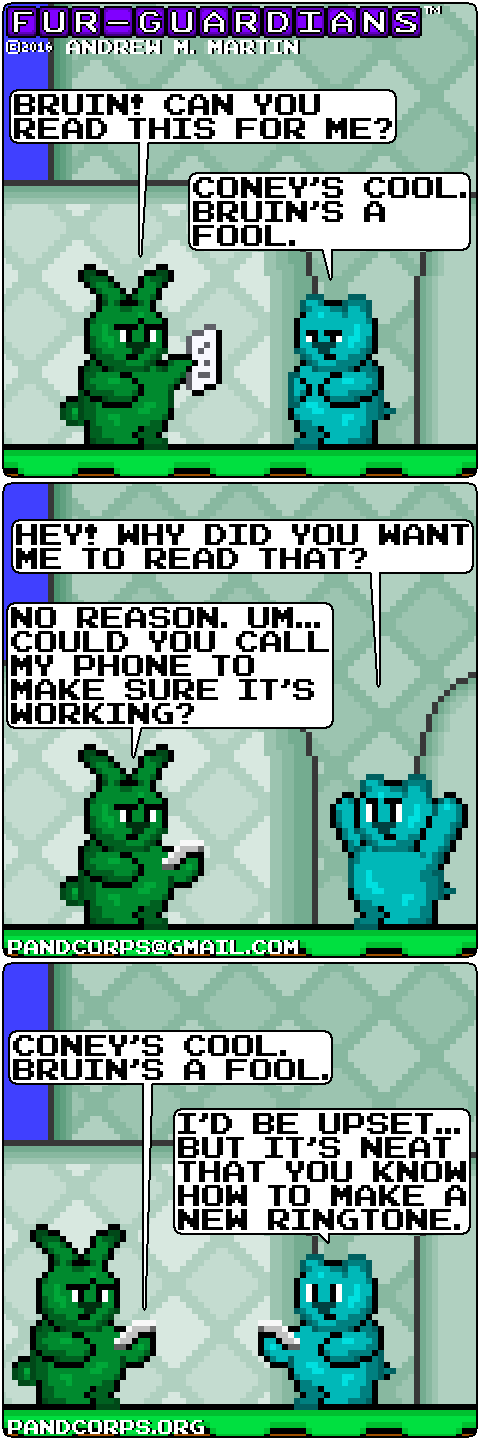 FUR-GUARDIANS™
©2016 ANDREW M. MARTIN
BRUIN! CAN YOU
READ THIS FOR ME?
CONEY'S COOL.
BRUIN'S A
FOOL.
HEY! WHY DID YOU WANT
ME TO READ THAT?
NO REASON. UM...
COULD YOU CALL
MY PHONE TO
MAKE SURE IT'S
WORKING?
PANDCORPS@GMAIL.COM
CONEY'S COOL.
BRUIN'S A FOOL.
I'D BE UPSET...
BUT IT'S NEAT
THAT YOU KNOW
HOW TO MAKE A
NEW RINGTONE.
PANDCORPS.ORG